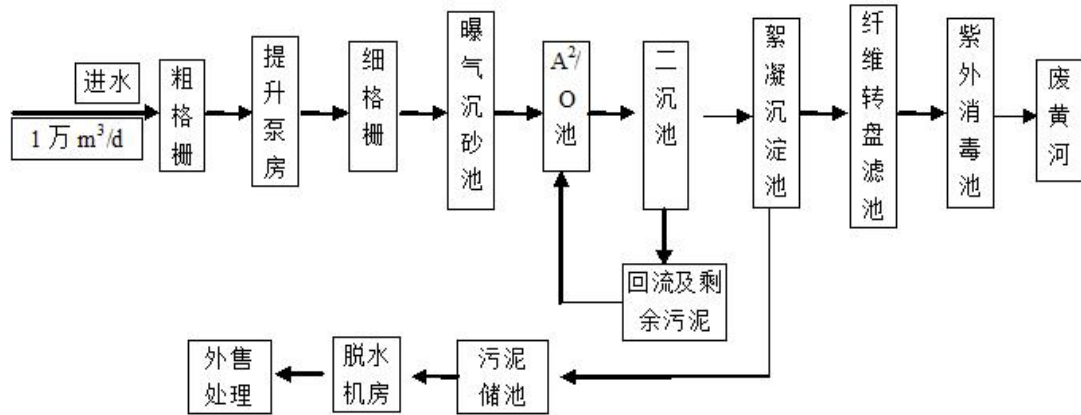 进水
1万 m³/d
粗格栅
提升泵房
细格栅
曝气沉砂池
A²/
O
池
二沉池
絮凝沉淀池
纤维转盘滤池
紫外消毒池
废黄河
回流及剩
余污泥
污泥
储池
脱水
机房
外售
处理